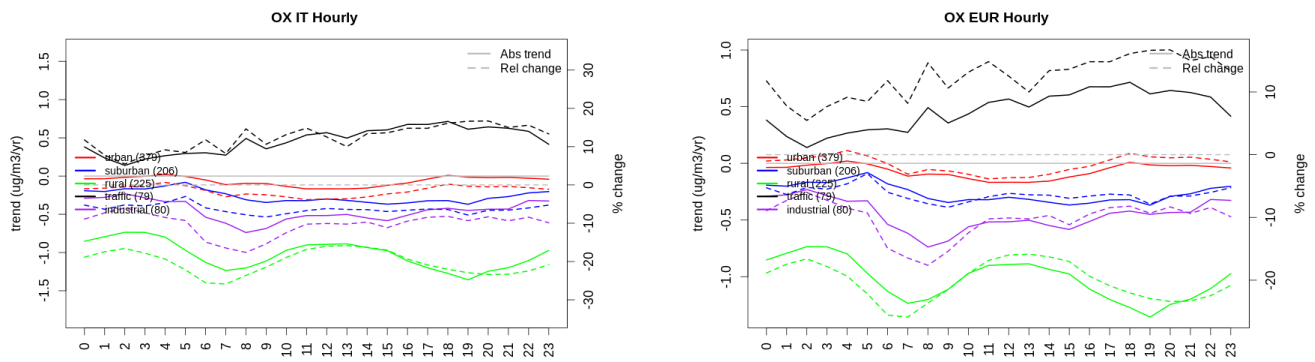 OX IT Hourly
Abs trend
Rel change
trend (ug/m3/yr)
1.5
1.0
0.5
0.0
-0.5
-1.0
-1.5
urban (379)
suburban (206)
rural (225)
traffic (79)
industrial (80)
30
20
10
0
-10
-20
-30
% change
0 1 2 3 4 5 6 7 8 9 10 11 12 13 14 15 16 17 18 19 20 21 22 23
OX EUR Hourly
Abs trend
Rel change
trend (ug/m3/yr)
1.0
0.5
0.0
-0.5
-1.0
urban (379)
suburban (206)
rural (225)
traffic (79)
industrial (80)
10
0
-10
-20
% change
0 1 2 3 4 5 6 7 8 9 10 11 12 13 14 15 16 17 18 19 20 21 22 23